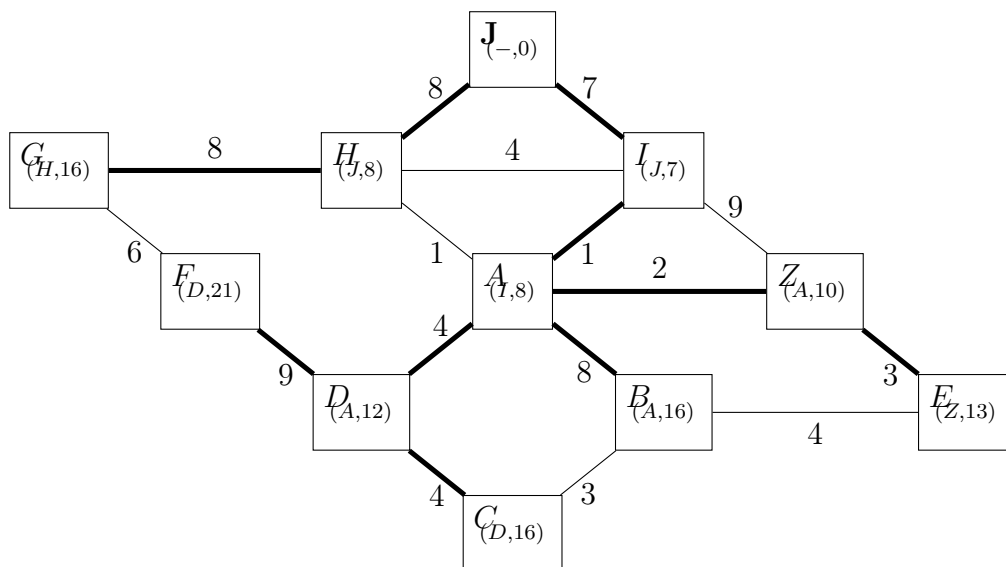 J
(−,0)
8 7
G
(H,16)
8
H
(J,8)
4
I
(J,7)
9
6
1
1
F
(D,21)
A
(I,8)
2
Z
(A,10)
9
4
8
3
D
(A,12)
B
(A,16)
4
E
(Z,13)
4
3
C
(D,16)